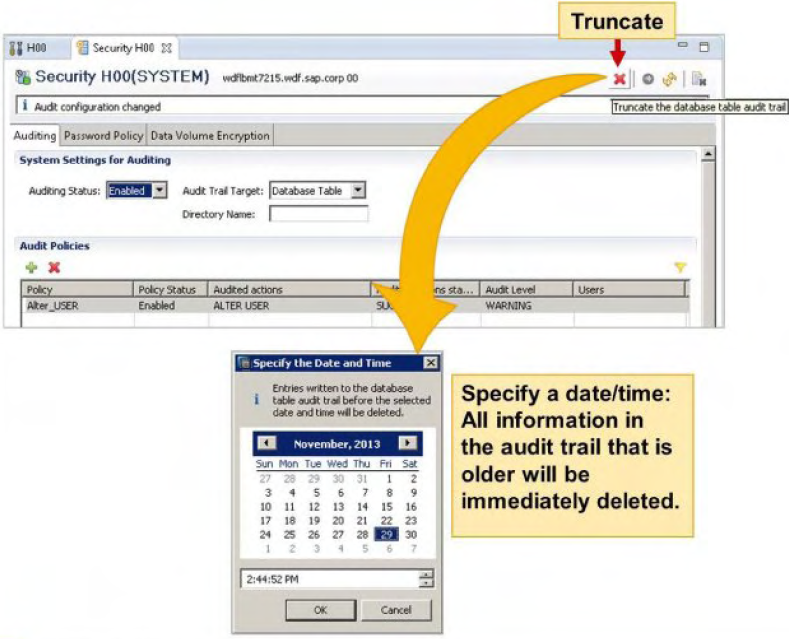 Truncate
H00
Security H00
Security H00(SYSTEM) wdflbmt7215.wdf.sap.corp 00
Audit configuration changed
Truncate the database table audit trail
Auditing Password Policy Data Volume Encryption
System Settings for Auditing
Auditing Status: Enabled Audit Trail Target: Database Table
Directory Name:
Audit Policies
Policy Policy Status Audited actions ns sta... Audit Level Users
Alter_USER Enabled ALTER USER WARNING
Specify the Date and Time
Entries written to the database
table audit trail before the selected
date and time will be deleted.
November, 2013
Sun Mon Tue Wed Thu Fri Sat
27 28 29 30 31 1 2
3 4 5 6 7 8 9
10 11 12 13 14 15 16
17 18 19 20 21 22 23
24 25 26 27 28 29 30
1 2 3 4 5 6 7
2:44:52 PM
OK Cancel
Specify a date/time:
All information in
the audit trail that is
older will be
immediately deleted.